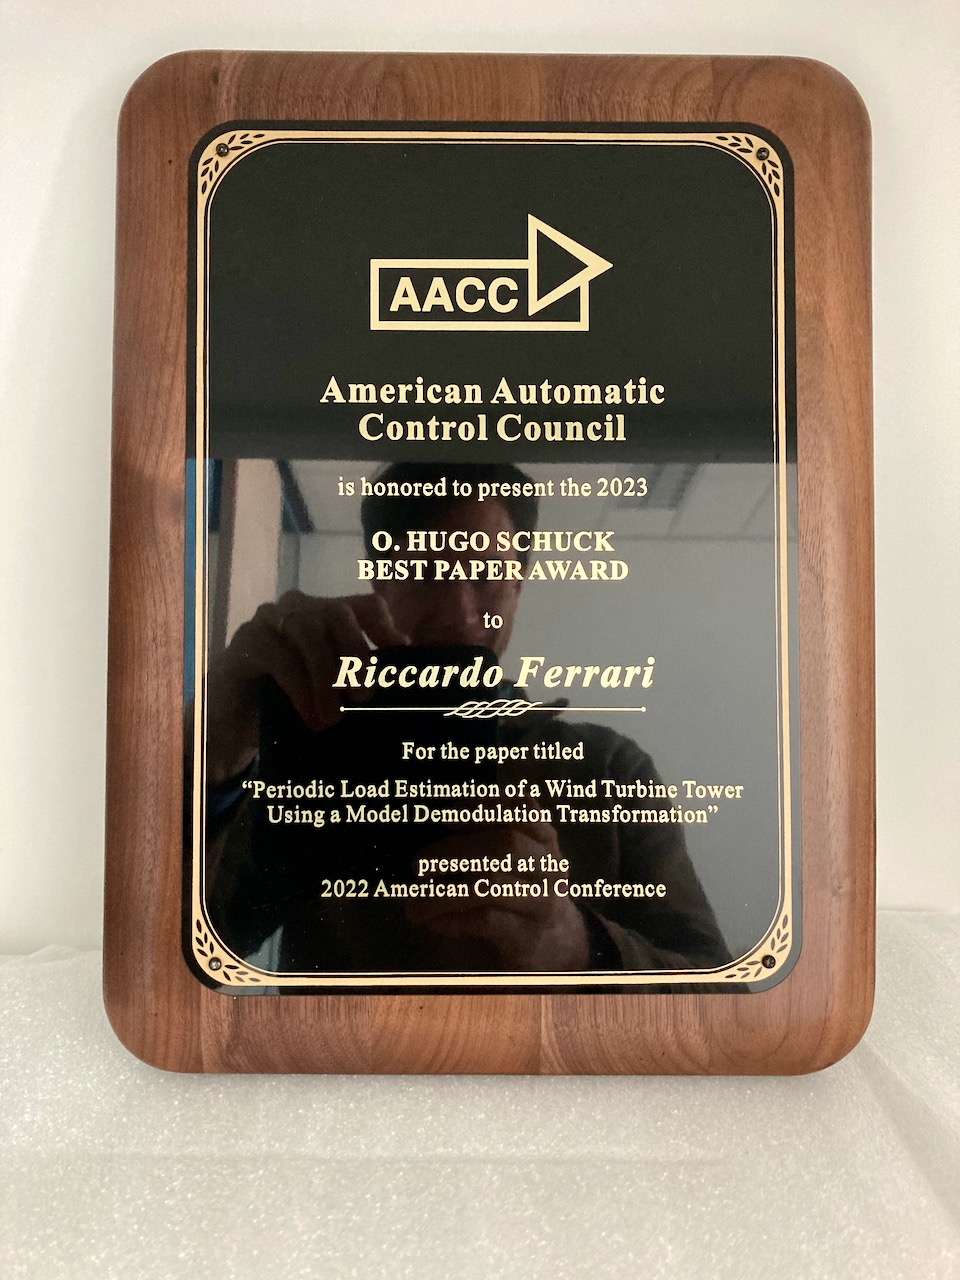 AACC
American Automatic
Control Council
is honored to present the 2023
O. HUGO SCHUCK
BEST PAPER AWARD
to
Riccardo Ferrari
For the paper titled
“Periodic Load Estimation of a Wind Turbine Tower
Using a Model Demodulation Transformation”
presented at the
2022 American Control Conference